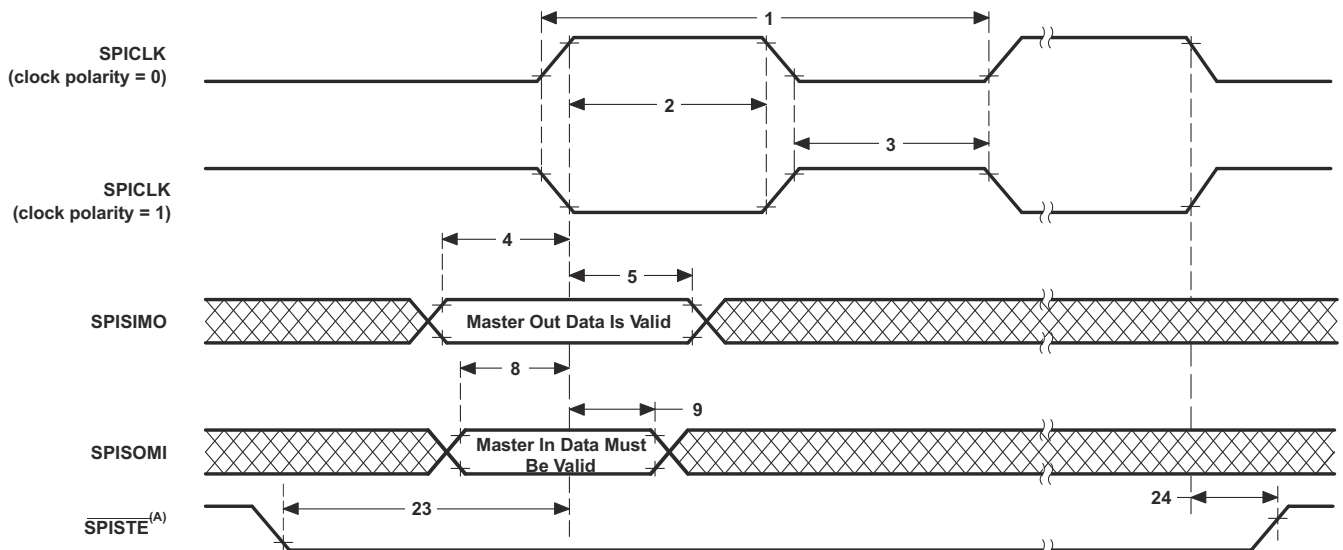 1
SPICLK
(clock polarity = 0)
2
3
SPICLK
(clock polarity = 1)
4
5
SPISIMO
Master Out Data Is Valid
8
9
SPISOMI
Master In Data Must
Be Valid
23
24
SPISTE(A)